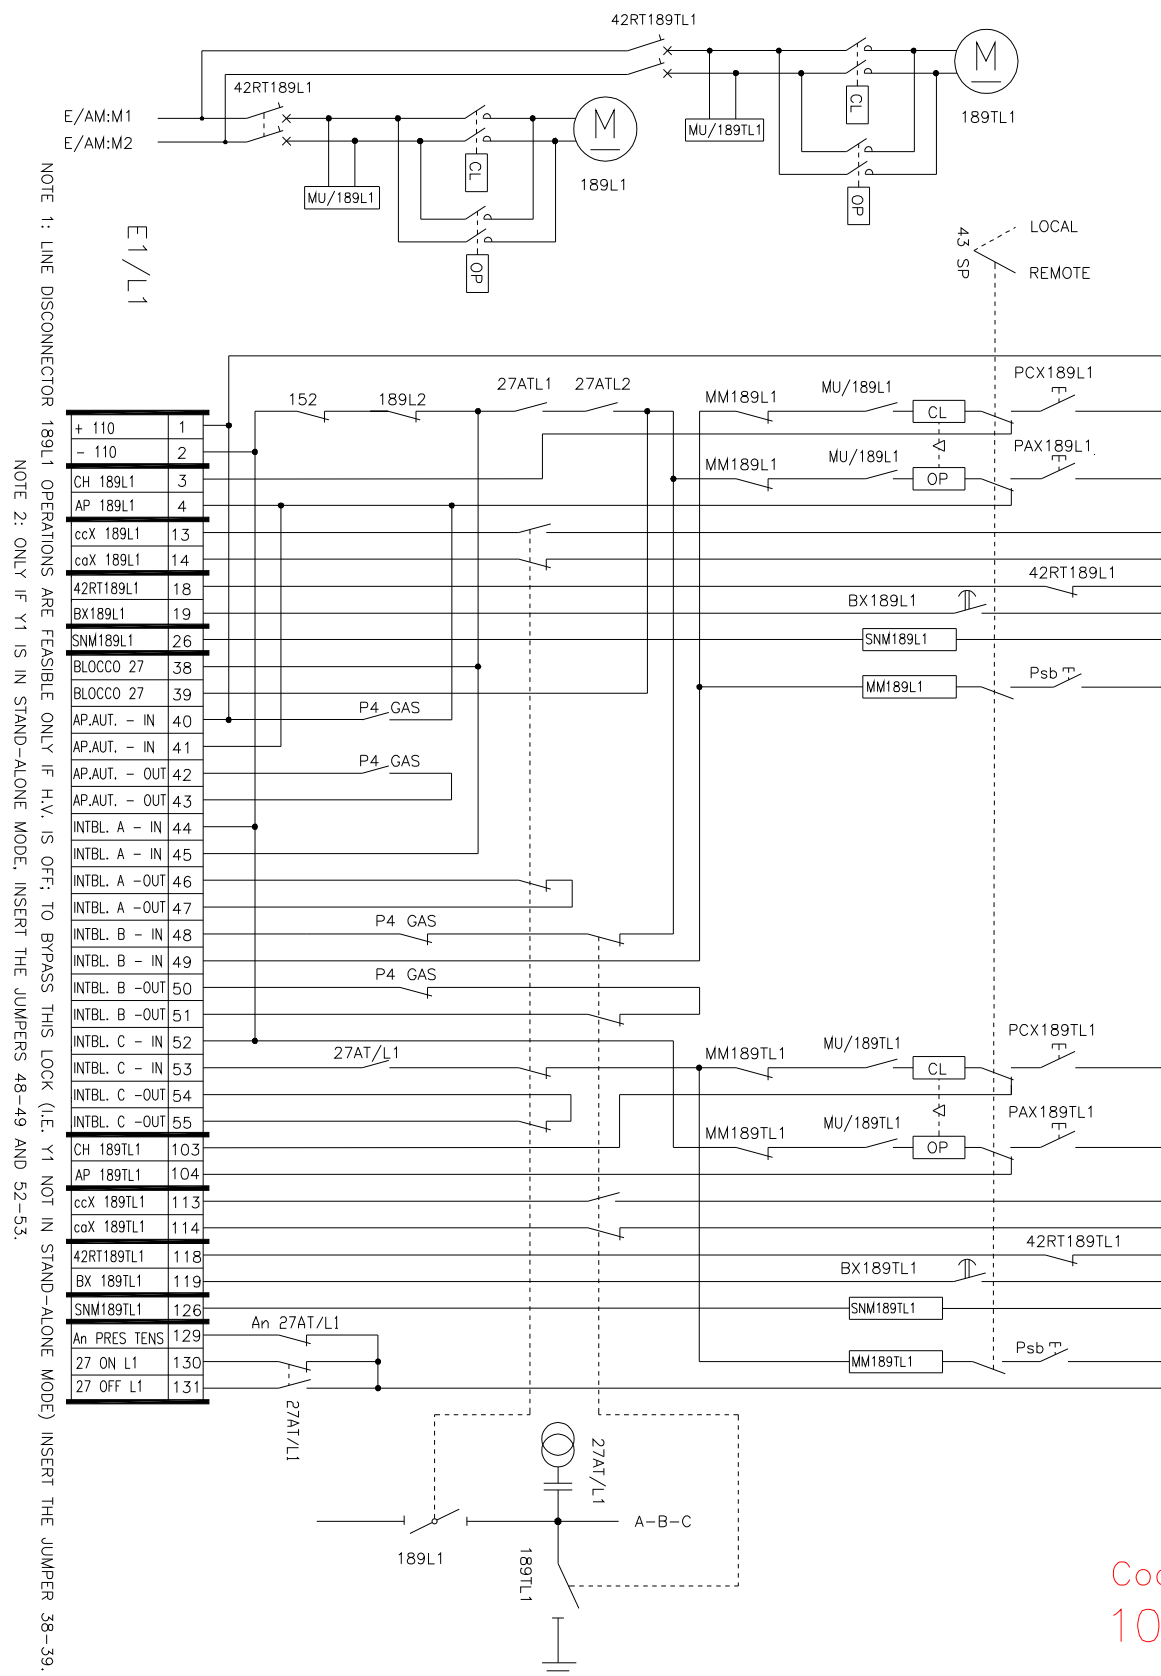 42RT189TL1
M
42RT189L1
E/AM:M1
E/AM:M2
CL
MU/189TL1
189TL1
M
CL
MU/189L1
189L1
OP
OP
E1/L1
43 SP
LOCAL
REMOTE
NOTE 1: LINE DISCONNECTOR 189L1 OPERATIONS ARE FEASIBLE ONLY IF H.V. IS OFF; TO BYPASS THIS LOCK (I.E. Y1 NOT IN STAND-ALONE MODE) INSERT THE JUMPER 38-39.
NOTE 2: ONLY IF Y1 IS IN STAND-ALONE MODE, INSERT THE JUMPERS 48-49 AND 52-53.
152
189L2
27ATL1
27ATL2
MM189L1
MU/189L1
CL
PCX189L1
MM189L1
MU/189L1
OP
PAX189L1
+ 110 1
- 110 2
CH 189L1 3
AP 189L1 4
ccX 189L1 13
caX 189L1 14
42RT189L1 18
42RT189L1
BX189L1 19
BX189L1
SNM189L1 26
SNM189L1
BLOCCO 27 38
MM189L1
Psb
BLOCCO 27 39
AP.AUT. - IN 40
P4 GAS
AP.AUT. - IN 41
AP.AUT. - OUT 42
P4 GAS
AP.AUT. - OUT 43
INTBL. A - IN 44
INTBL. A - IN 45
INTBL. A -OUT 46
INTBL. A -OUT 47
INTBL. B - IN 48
P4 GAS
INTBL. B - IN 49
INTBL. B -OUT 50
P4 GAS
INTBL. B -OUT 51
INTBL. C - IN 52
INTBL. C - IN 53
27AT/L1
MM189TL1
MU/189TL1
CL
PCX189TL1
INTBL. C -OUT 54
INTBL. C -OUT 55
MM189TL1
MU/189TL1
OP
PAX189TL1
CH 189TL1 103
AP 189TL1 104
ccX 189TL1 113
caX 189TL1 114
42RT189TL1 118
42RT189TL1
BX 189TL1 119
BX189TL1
SNM189TL1 126
SNM189TL1
An PRES TENS 129
An 27AT/L1
27 ON L1 130
MM189TL1
Psb
27 OFF L1 131
27AT/L1
27AT/L1
A-B-C
189L1
189TL1
10